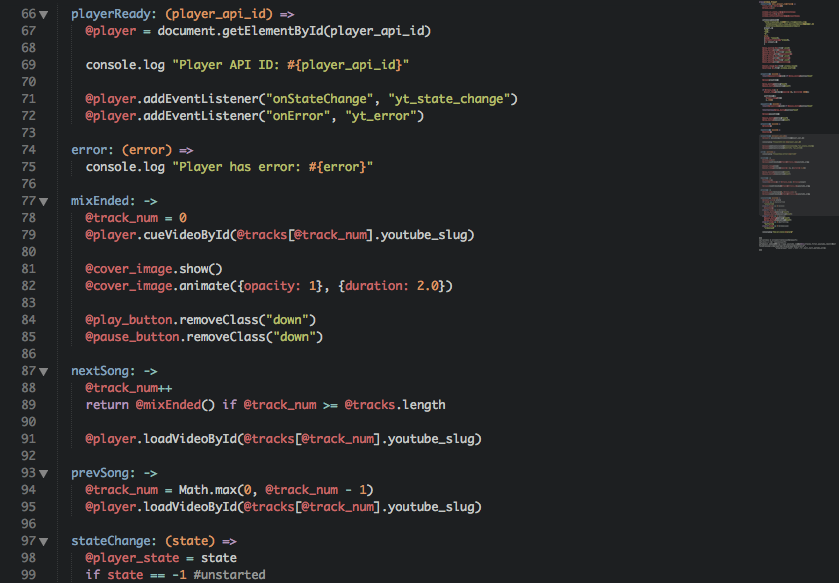 66 playerReady: (player_api_id) =>
67 @player = document.getElementById(player_api_id)
68
69 console.log "Player API ID: #{player_api_id}"
70
71 @player.addEventListener("onStateChange", "yt_state_change")
72 @player.addEventListener("onError", "yt_error")
73
74 error: (error) =>
75 console.log "Player has error: #{error}"
76
77 mixEnded: ->
78 @track_num = 0
79 @player.cueVideoById(@tracks[@track_num].youtube_slug)
80
81 @cover_image.show()
82 @cover_image.animate({opacity: 1}, {duration: 2.0})
83
84 @play_button.removeClass("down")
85 @pause_button.removeClass("down")
86
87 nextSong: ->
88 @track_num++
89 return @mixEnded() if @track_num >= @tracks.length
90
91 @player.loadVideoById(@tracks[@track_num].youtube_slug)
92
93 prevSong: ->
94 @track_num = Math.max(0, @track_num - 1)
95 @player.loadVideoById(@tracks[@track_num].youtube_slug)
96
97 stateChange: (state) =>
98 @player_state = state
99 if state == -1 #unstarted